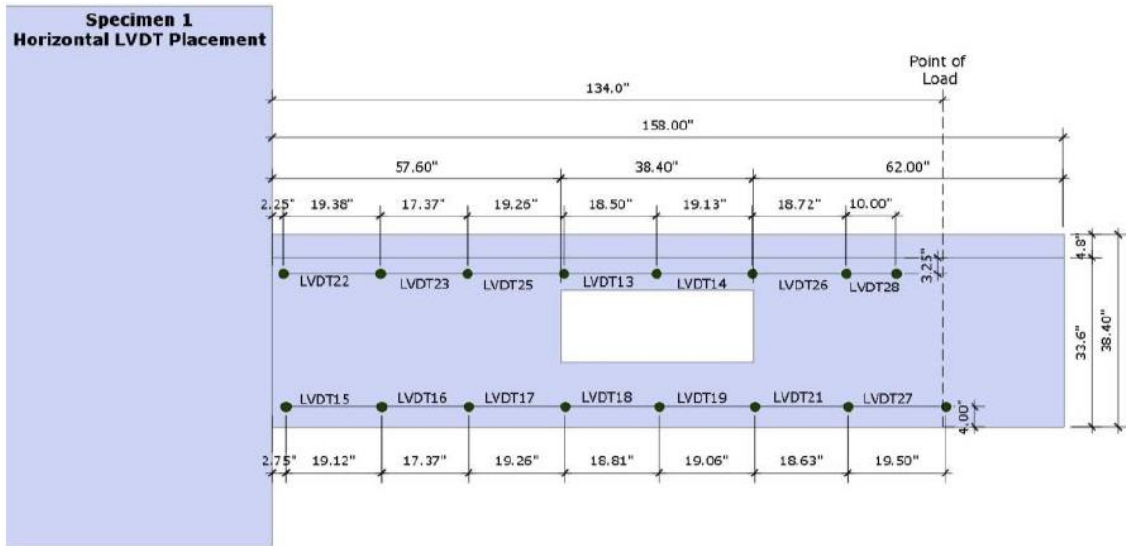 Specimen 1
Horizontal LVDT Placement
Point of
Load
134.0"
158.00"
57.60" 38.40" 62.00"
2.25" 19.38" 17.37" 19.26" 18.50" 19.13" 18.72" 10.00"
4.8"
3.25"
LVDT22 LVDT23 LVDT25 LVDT13 LVDT14 LVDT26 LVDT28
33.6"
38.40"
LVDT15 LVDT16 LVDT17 LVDT18 LVDT19 LVDT21 LVDT27
4.00"
2.75" 19.12" 17.37" 19.26" 18.81" 19.06" 18.63" 19.50"